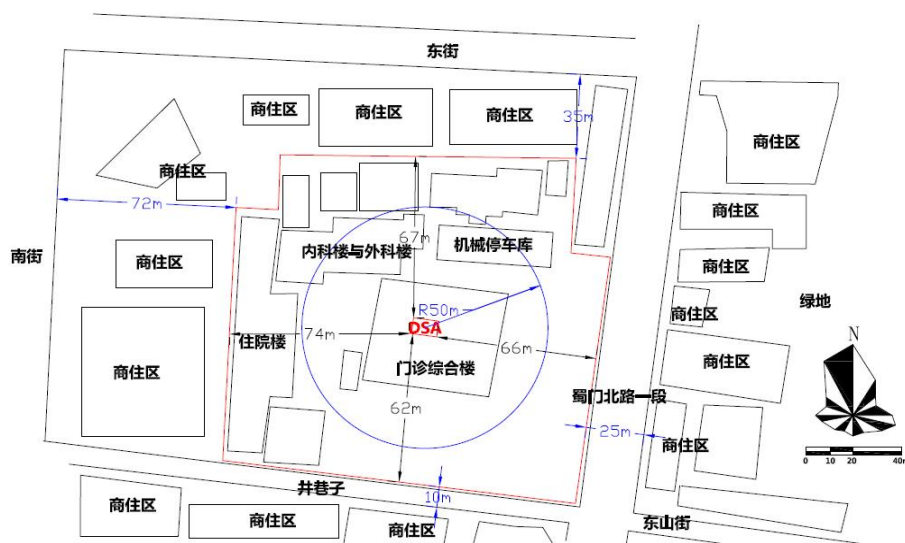 东街
商住区
商住区
商住区
35m
商住区
商住区
72m
商住区
67m
内科楼与外科楼
机械停车库
南街
商住区
商住区
绿地
商住区
R50m
DSA
74m
66m
住院楼
门诊综合楼
商住区
商住区
N
62m
蜀门北路一段
25m
商住区
0 10 20 40m
井巷子
10m
商住区
商住区
商住区
东山街